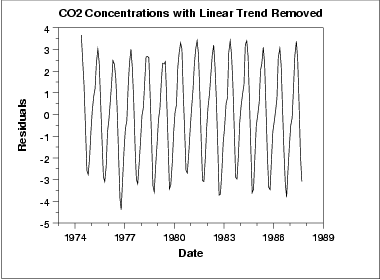 CO2 Concentrations with Linear Trend Removed
4
3
2
1
0
-1
-2
-3
-4
-5
Residuals
1974 1977 1980 1983 1986 1989
Date